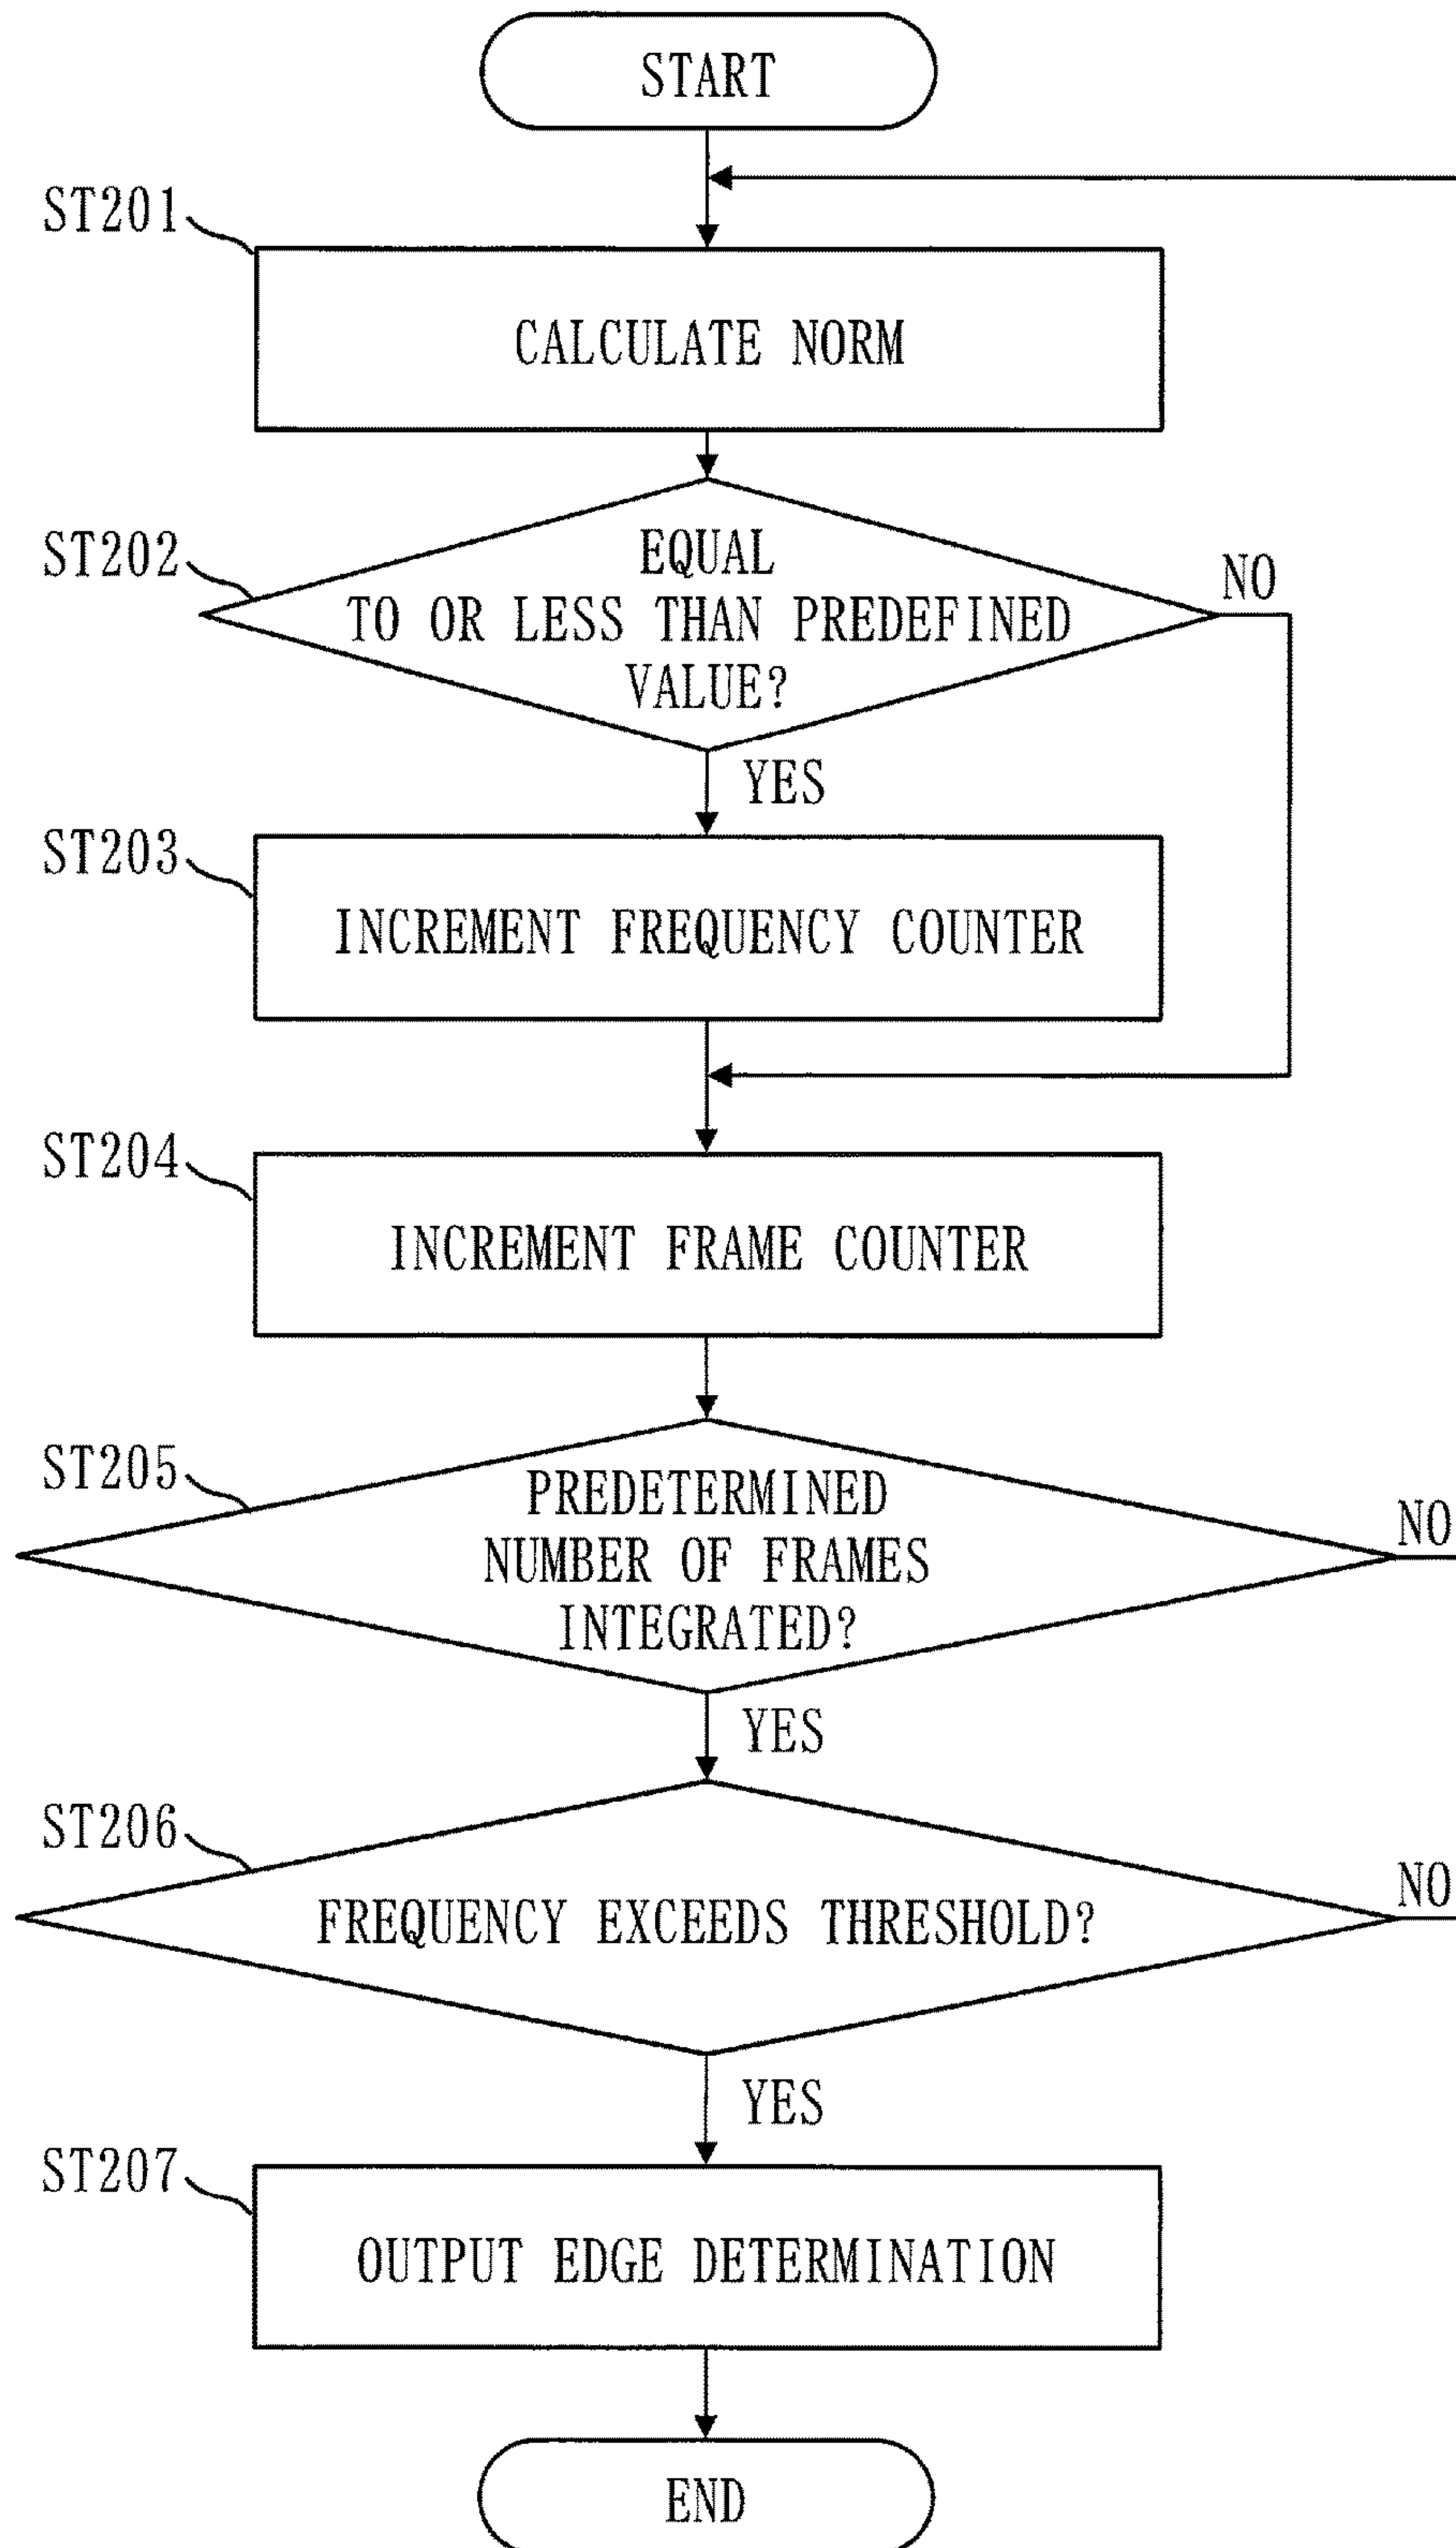 START
ST201
CALCULATE NORM
ST202
EQUAL
TO OR LESS THAN PREDEFINED
VALUE?
NO
YES
ST203
INCREMENT FREQUENCY COUNTER
ST204
INCREMENT FRAME COUNTER
ST205
PREDETERMINED
NUMBER OF FRAMES
INTEGRATED?
NO
YES
ST206
FREQUENCY EXCEEDS THRESHOLD?
NO
YES
ST207
OUTPUT EDGE DETERMINATION
END